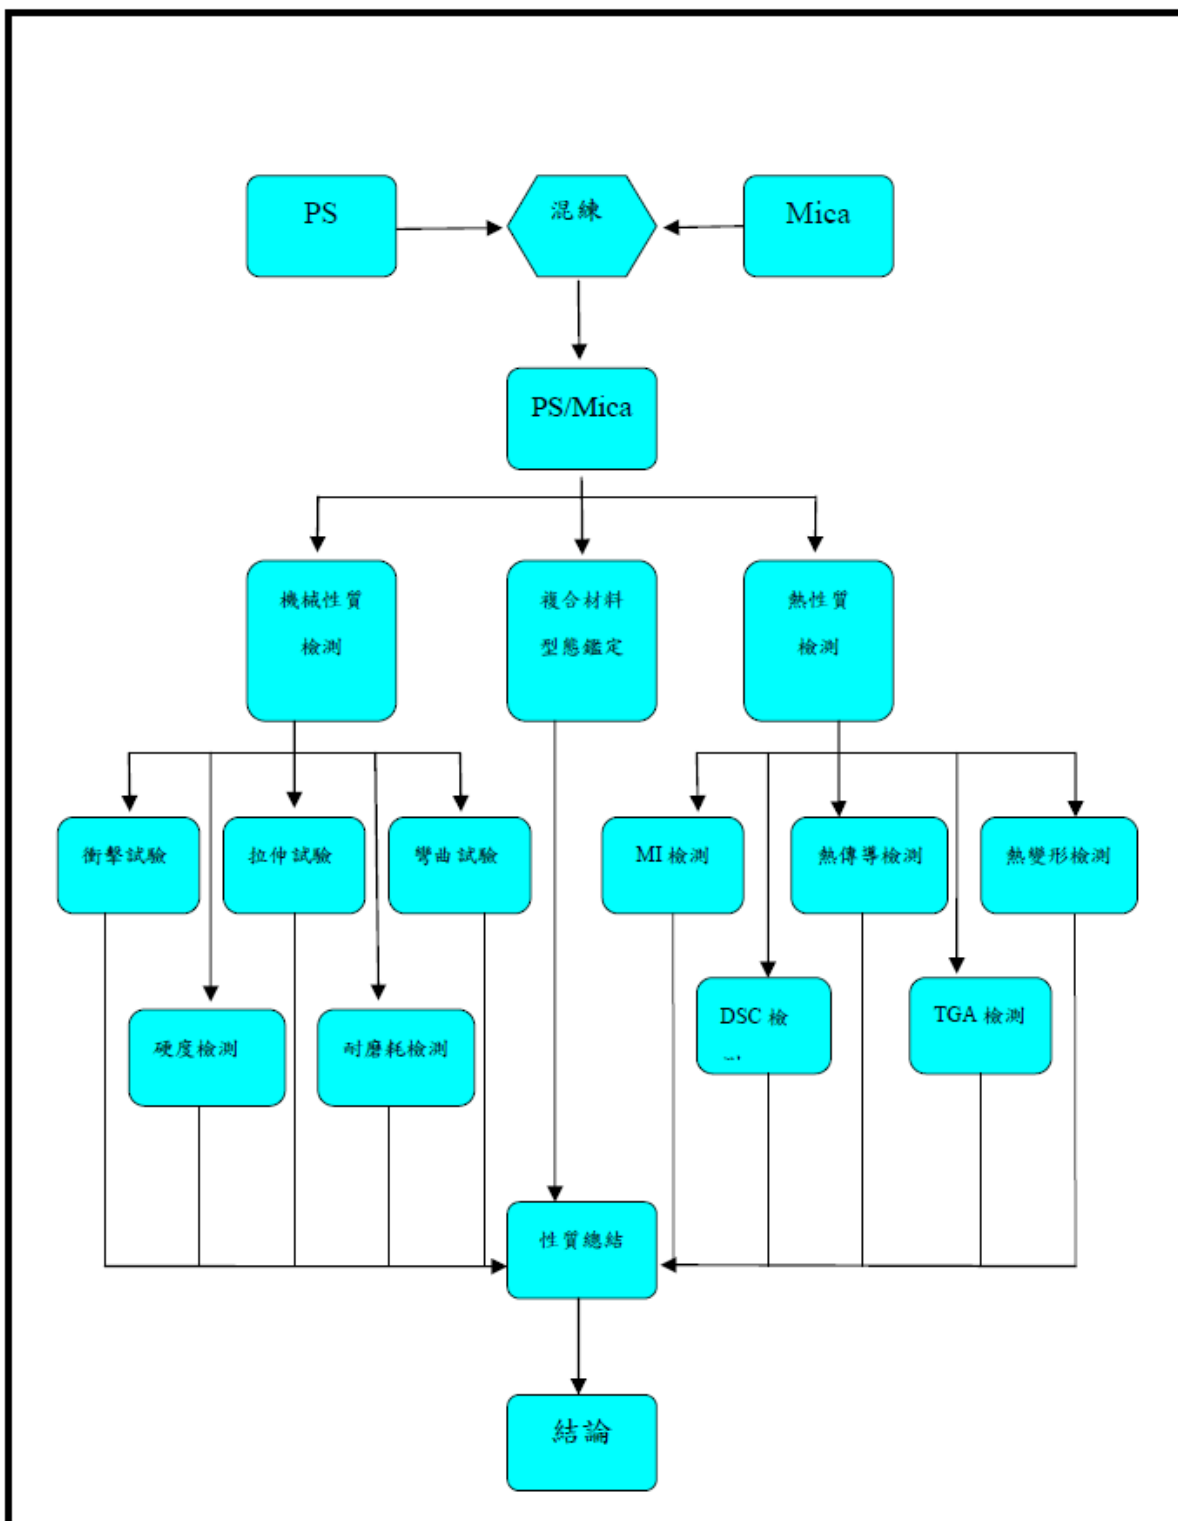 PS
混練
Mica
PS/Mica
機械性質
檢測
複合材料
型態鑑定
熱性質
檢測
衝擊試驗
拉伸試驗
彎曲試驗
MI 檢測
熱傳導檢測
熱變形檢測
硬度檢測
耐磨耗檢測
DSC 檢
TGA 檢測
性質總結
結論